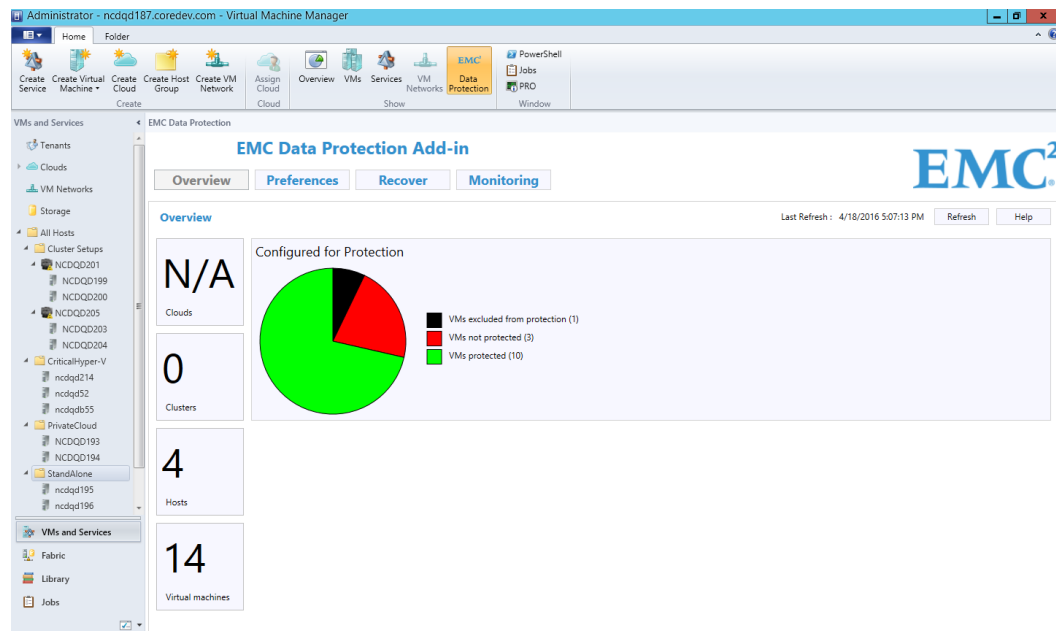 Administrator - ncdqd187.coredev.com - Virtual Machine Manager
Home Folder
Create Service
Create Virtual Machine
Create Cloud
Create Host Group
Create VM Network
Assign Cloud
Overview
VMs
Services
VM Networks
EMC² Data Protection
PowerShell
Jobs
PRO
Create Cloud Show Window
VMs and Services
EMC Data Protection
Tenants
Clouds
VM Networks
Storage
All Hosts
Cluster Setups
NCDQD201
NCDQD199
NCDQD200
NCDQD205
NCDQD203
NCDQD204
CriticalHyper-V
ncdqd214
ncdqd52
ncdqdb55
PrivateCloud
NCDQD193
NCDQD194
StandAlone
ncdqd195
ncdqd196
VMs and Services
Fabric
Library
Jobs
EMC Data Protection Add-in
EMC²
Overview Preferences Recover Monitoring
Overview
Last Refresh : 4/18/2016 5:07:13 PM Refresh Help
N/A
Clouds
0
Clusters
4
Hosts
14
Virtual machines
Configured for Protection
VMs excluded from protection (1)
VMs not protected (3)
VMs protected (10)